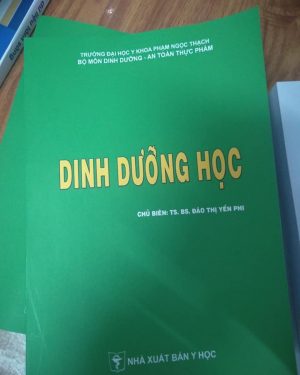 TRƯỜNG ĐẠI HỌC Y KHOA PHẠM NGỌC THẠCH
BỘ MÔN DINH DƯỠNG - AN TOÀN THỰC PHẨM
DINH DƯỠNG HỌC
CHỦ BIÊN: TS. BS. ĐÀO THỊ YẾN PHI
NHÀ XUẤT BẢN Y HỌC